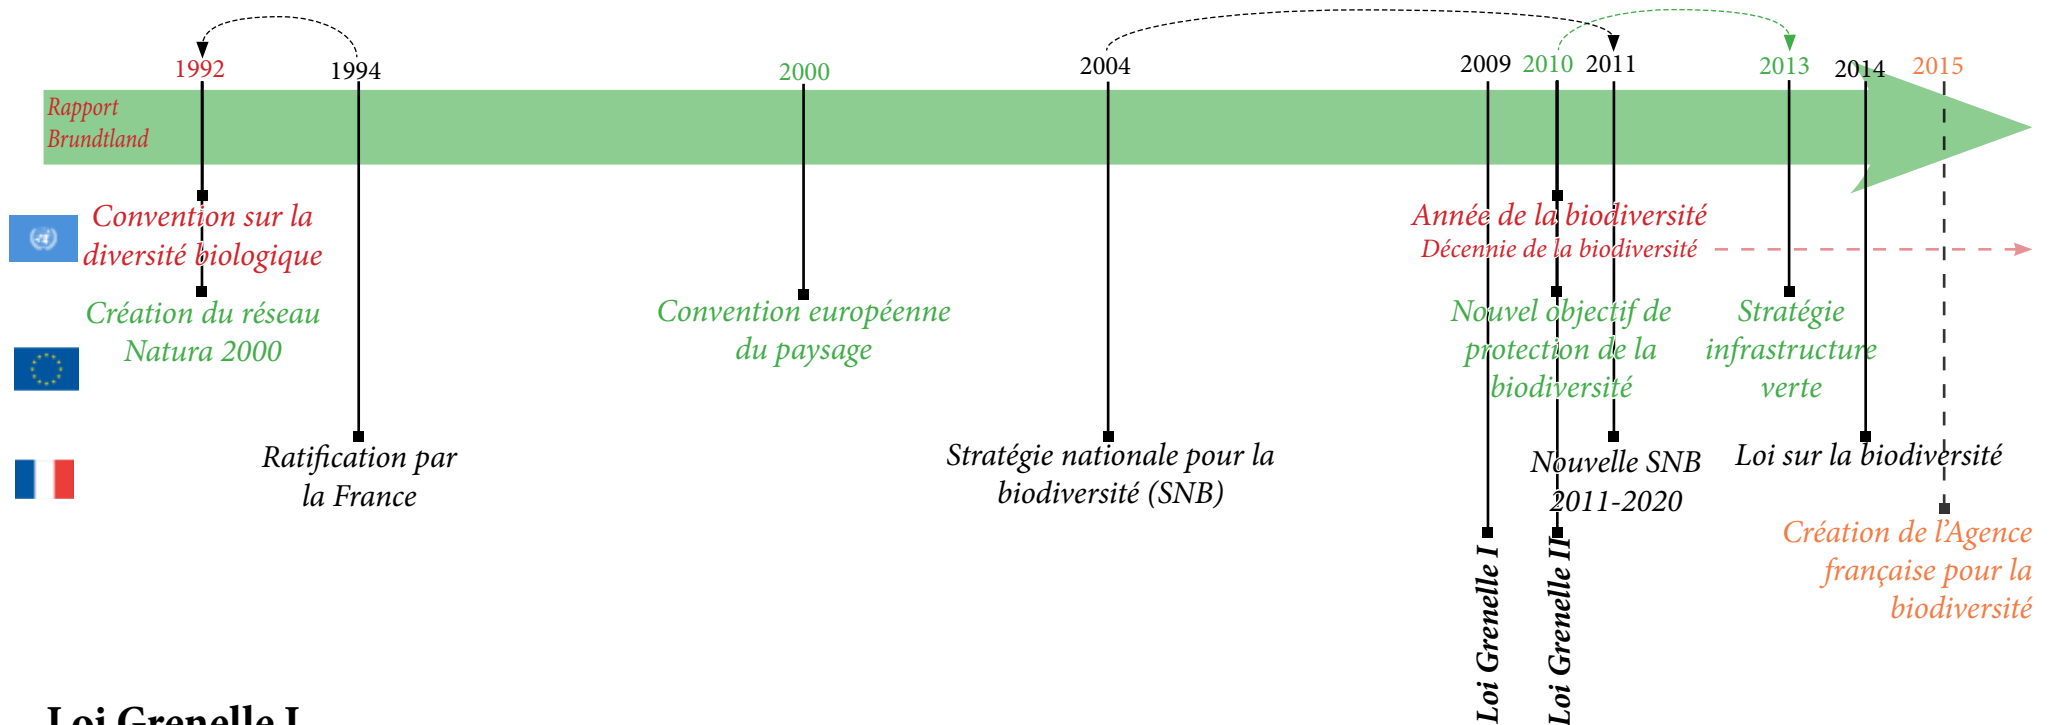 1992
1994
2000
2004
2009
2010
2011
2013
2014
2015
Rapport
Brundtland
Convention sur la
diversité biologique
Année de la biodiversité
Décennie de la biodiversité
Création du réseau
Natura 2000
Convention européenne
du paysage
Nouvel objectif de
protection de la
biodiversité
Stratégie
infrastructure
verte
Ratification par
la France
Stratégie nationale pour la
biodiversité (SNB)
Nouvelle SNB
2011-2020
Loi sur la biodiversité
Création de l'Agence
française pour la
biodiversité
Loi Grenelle I
Loi Grenelle II
Loi Grenelle I